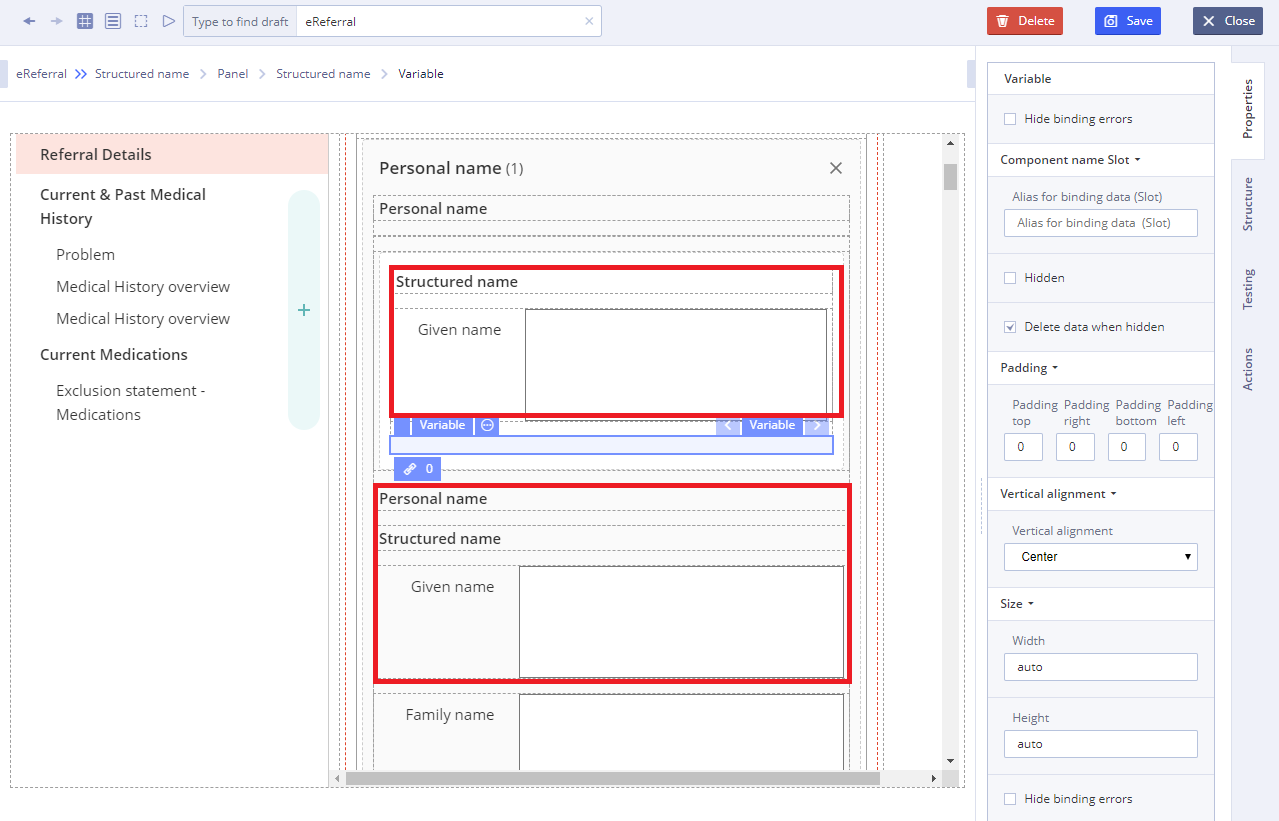 Type to find draft eReferral
Delete Save Close
eReferral Structured name Panel Structured name Variable
Referral Details
Current & Past Medical
History
Problem
Medical History overview
Medical History overview
Current Medications
Exclusion statement -
Medications
Personal name (1)
Personal name
Structured name
Given name
Variable Variable
0
Personal name
Structured name
Given name
Family name
Variable
Hide binding errors
Component name Slot
Alias for binding data (Slot)
Alias for binding data (Slot)
Hidden
Delete data when hidden
Padding
Padding Padding Padding Padding
top right bottom left
0 0 0 0
Vertical alignment
Vertical alignment
Center
Size
Width
auto
Height
auto
Hide binding errors
Properties
Structure
Testing
Actions